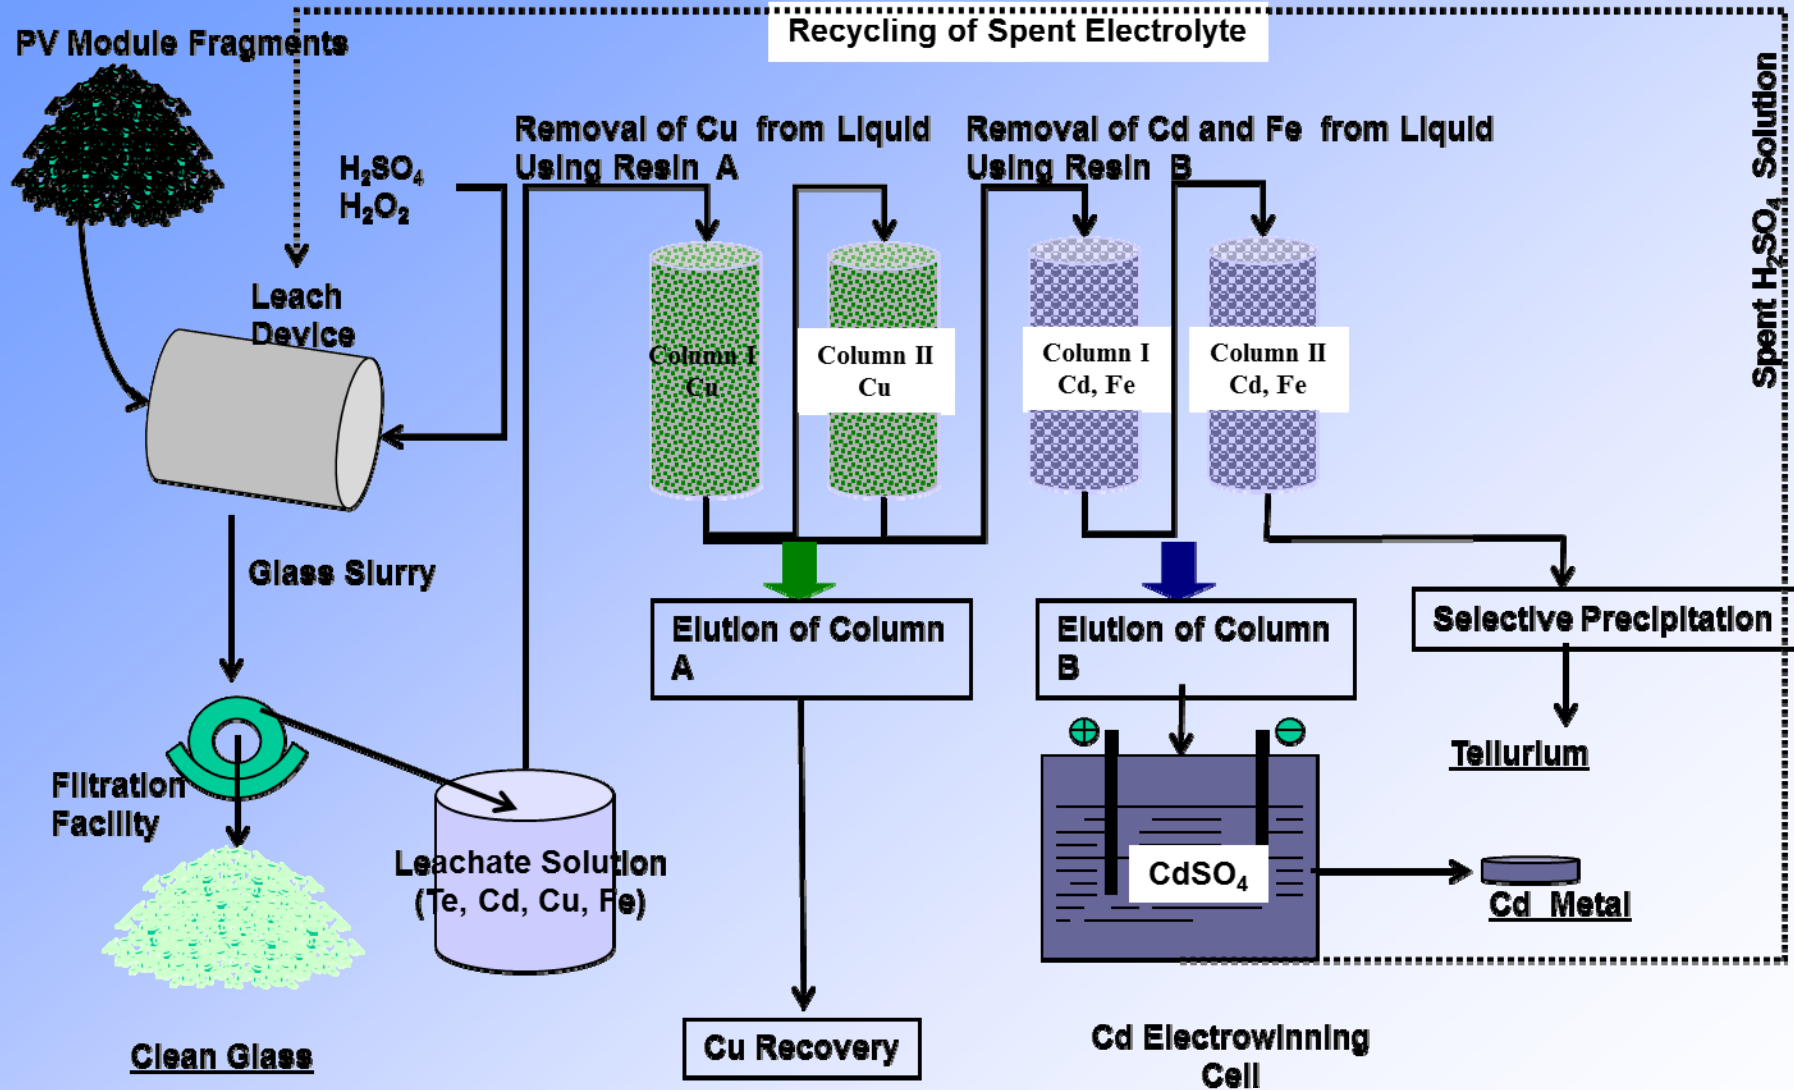 Recycling of Spent Electrolyte
PV Module Fragments
Spent H₂SO₄ Solution
H₂SO₄
H₂O₂
Removal of Cu from Liquid
Using Resin A
Removal of Cd and Fe from Liquid
Using Resin B
Leach
Device
Column I
Cu
Column II
Cu
Column I
Cd, Fe
Column II
Cd, Fe
Glass Slurry
Elution of Column
A
Elution of Column
B
Selective Precipitation
Tellurium
Filtration
Facility
Leachate Solution
(Te, Cd, Cu, Fe)
+
−
CdSO₄
Cd Metal
Clean Glass
Cu Recovery
Cd Electrowinning
Cell